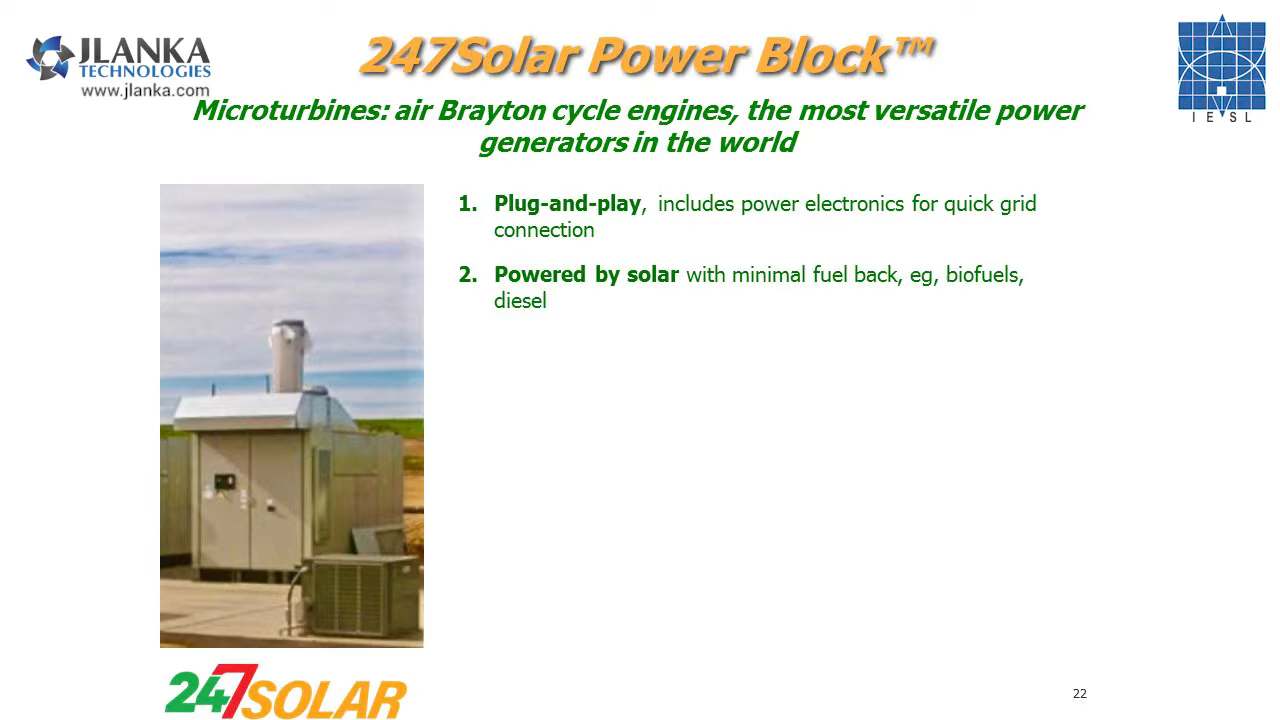 JLANKA
TECHNOLOGIES
www.jlanka.com
247Solar Power Block™
IESL
Microturbines: air Brayton cycle engines, the most versatile power
generators in the world
1. Plug-and-play, includes power electronics for quick grid
connection
2. Powered by solar with minimal fuel back, eg, biofuels,
diesel
247SOLAR
22